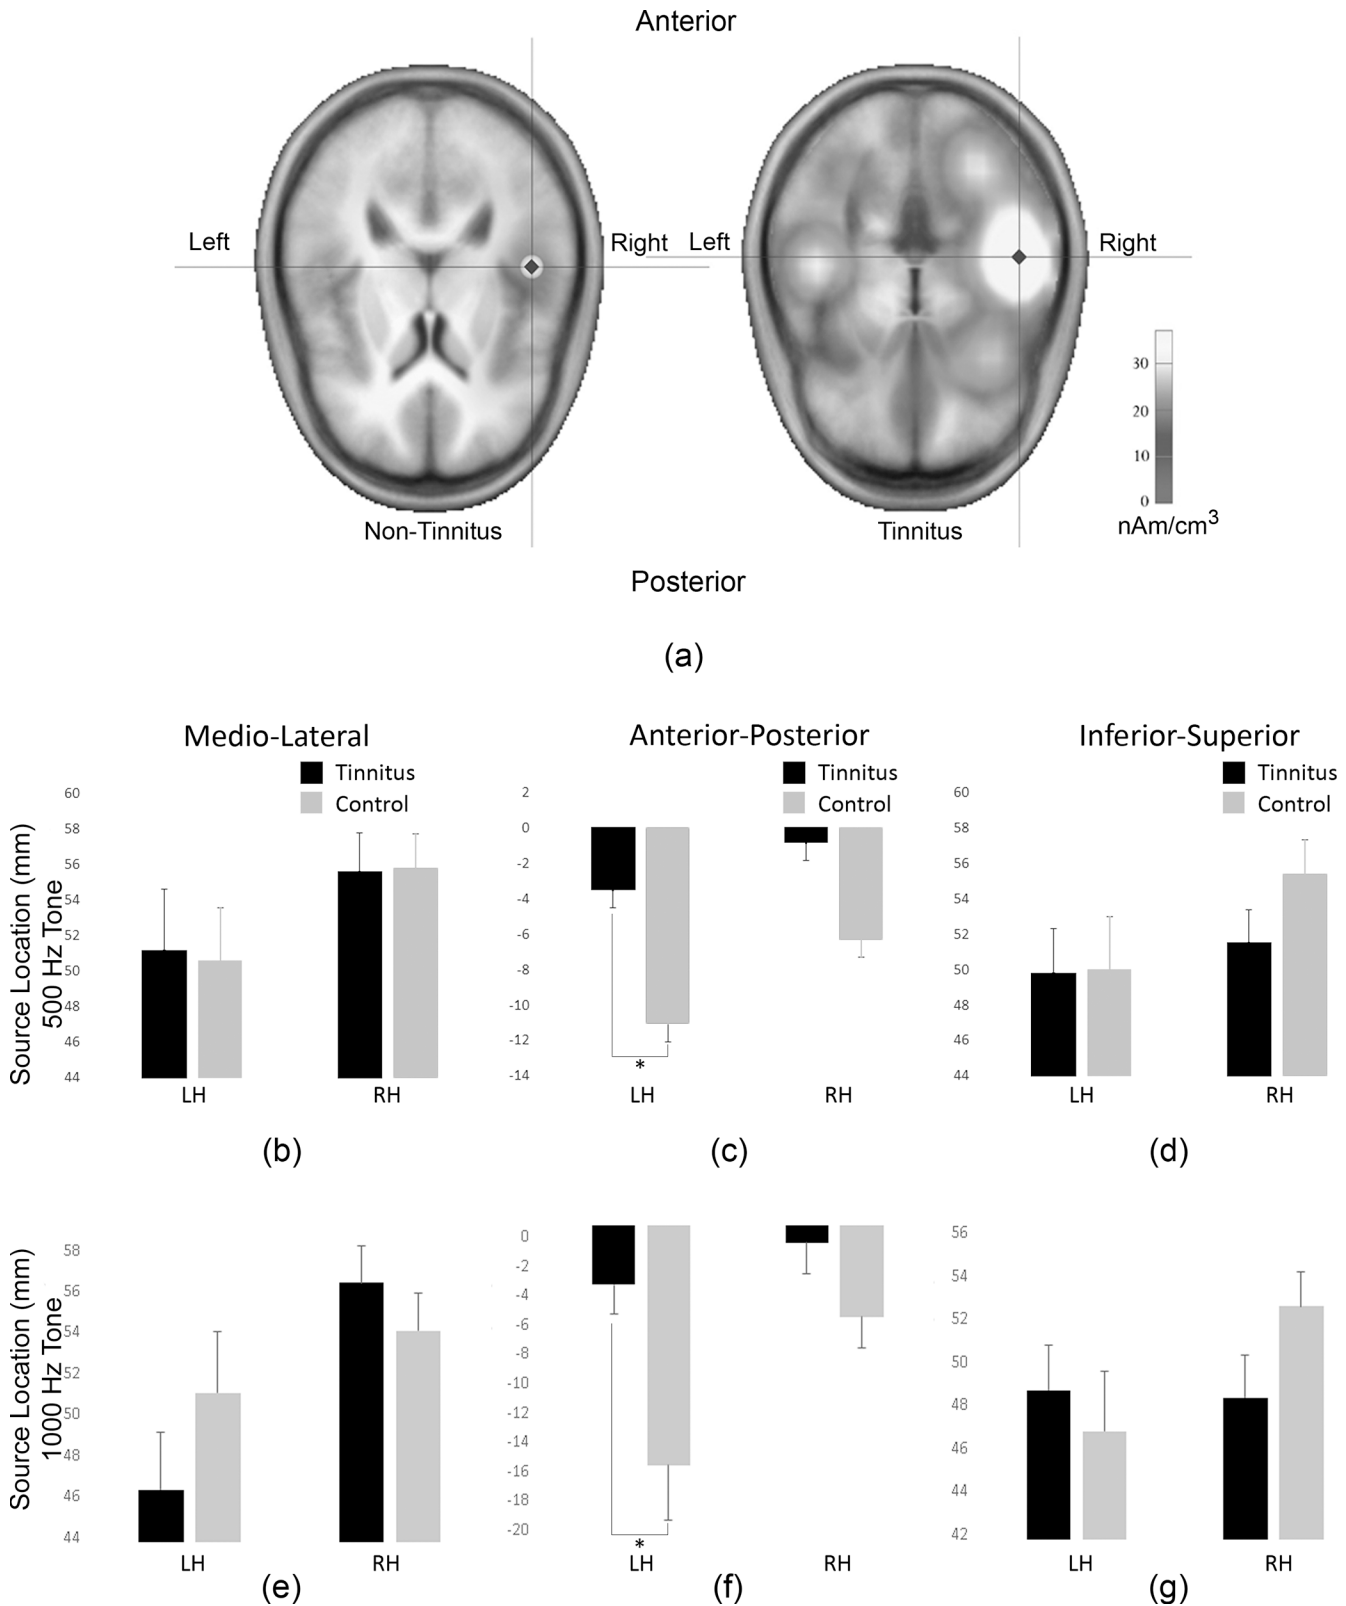 Anterior
Left
Right
Left
Right
30
20
10
0
nAm/cm3
Non-Tinnitus
Tinnitus
Posterior
(a)
Medio-Lateral
Anterior-Posterior
Inferior-Superior
Tinnitus
Control
Tinnitus
Control
Tinnitus
Control
Source Location (mm)
500 Hz Tone
60
58
56
54
52
50
48
46
44
LH
RH
(b)
2
0
-2
-4
-6
-8
-10
-12
-14
*
LH
RH
(c)
60
58
56
54
52
50
48
46
44
LH
RH
(d)
Source Location (mm)
1000 Hz Tone
58
56
54
52
50
48
46
44
LH
RH
(e)
0
-2
-4
-6
-8
-10
-12
-14
-16
-18
-20
*
LH
RH
(f)
56
54
52
50
48
46
44
42
LH
RH
(g)